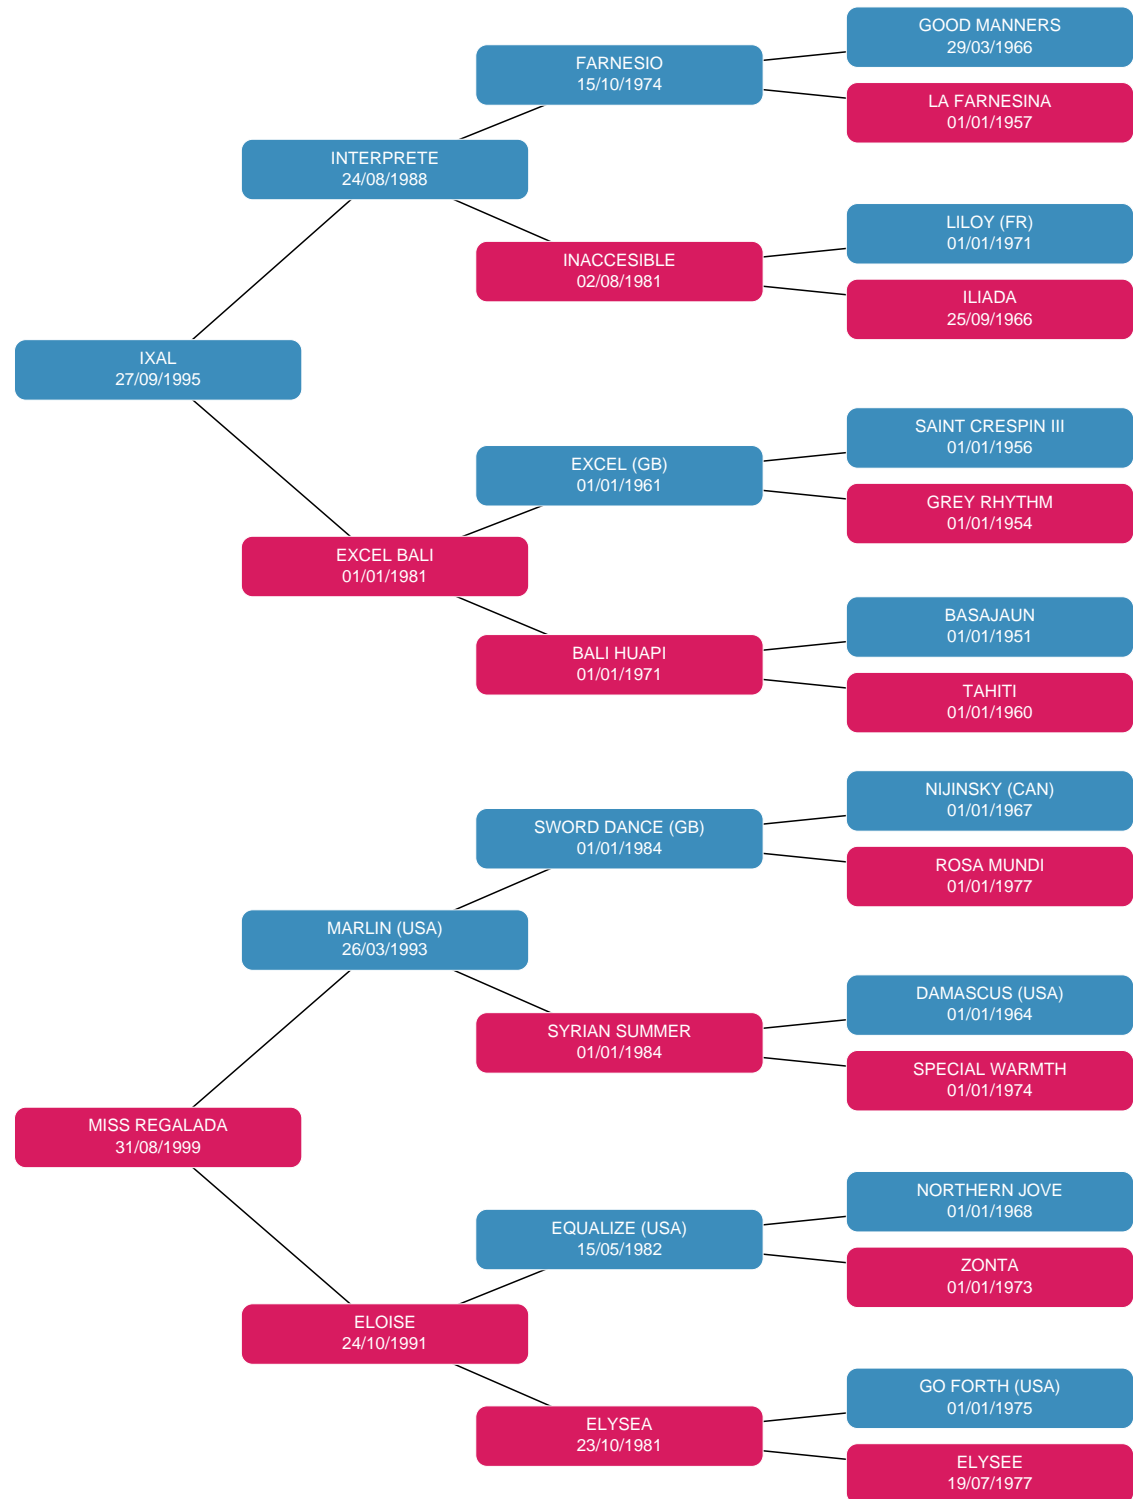 GOOD MANNERS
29/03/1966
FARNESIO
15/10/1974
LA FARNESINA
01/01/1957
INTERPRETE
24/08/1988
LILOY (FR)
01/01/1971
INACCESIBLE
02/08/1981
ILIADA
25/09/1966
IXAL
27/09/1995
SAINT CRESPIN III
01/01/1956
EXCEL (GB)
01/01/1961
GREY RHYTHM
01/01/1954
EXCEL BALI
01/01/1981
BASAJAUN
01/01/1951
BALI HUAPI
01/01/1971
TAHITI
01/01/1960
NIJINSKY (CAN)
01/01/1967
SWORD DANCE (GB)
01/01/1984
ROSA MUNDI
01/01/1977
MARLIN (USA)
26/03/1993
DAMASCUS (USA)
01/01/1964
SYRIAN SUMMER
01/01/1984
SPECIAL WARMTH
01/01/1974
MISS REGALADA
31/08/1999
NORTHERN JOVE
01/01/1968
EQUALIZE (USA)
15/05/1982
ZONTA
01/01/1973
ELOISE
24/10/1991
GO FORTH (USA)
01/01/1975
ELYSEA
23/10/1981
ELYSEE
19/07/1977